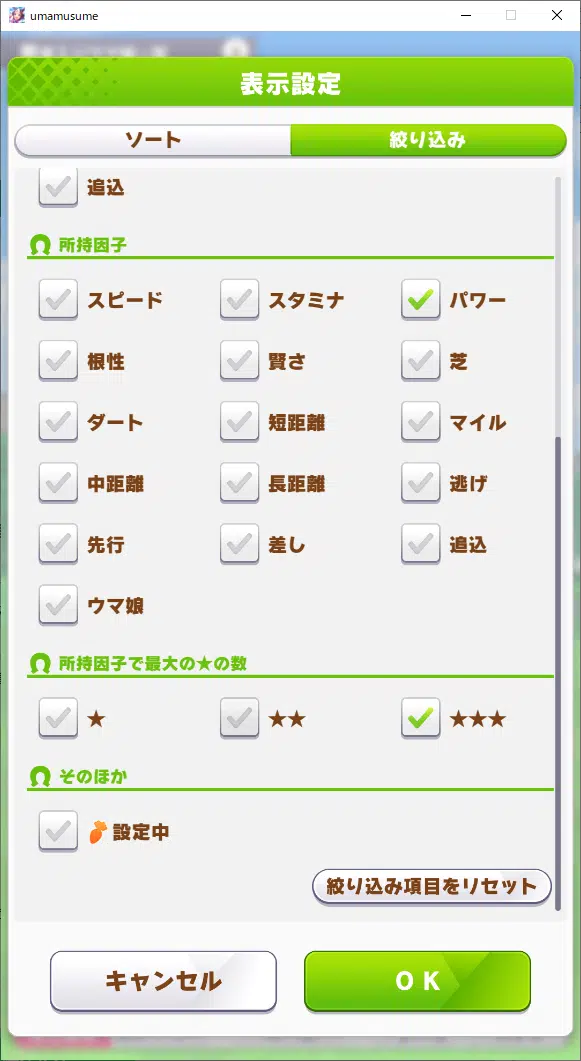 umamusume
表示設定
ソート
絞り込み
追込
所持因子
スピード
スタミナ
パワー
根性
賢さ
芝
ダート
短距離
マイル
中距離
長距離
逃げ
先行
差し
追込
ウマ娘
所持因子で最大の★の数
★
★★
★★★
そのほか
設定中
絞り込み項目をリセット
キャンセル
OK